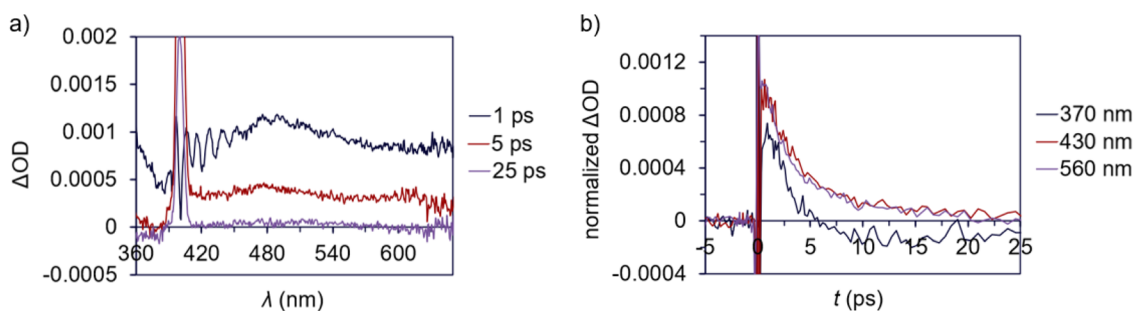 a)
0.002
0.0015
0.001
0.0005
0
-0.0005
360 420 480 540 600
ΔOD
λ (nm)
1 ps
5 ps
25 ps
b)
0.0012
0.0008
0.0004
0
-0.0004
-5 0 5 10 15 20 25
normalized ΔOD
t (ps)
370 nm
430 nm
560 nm